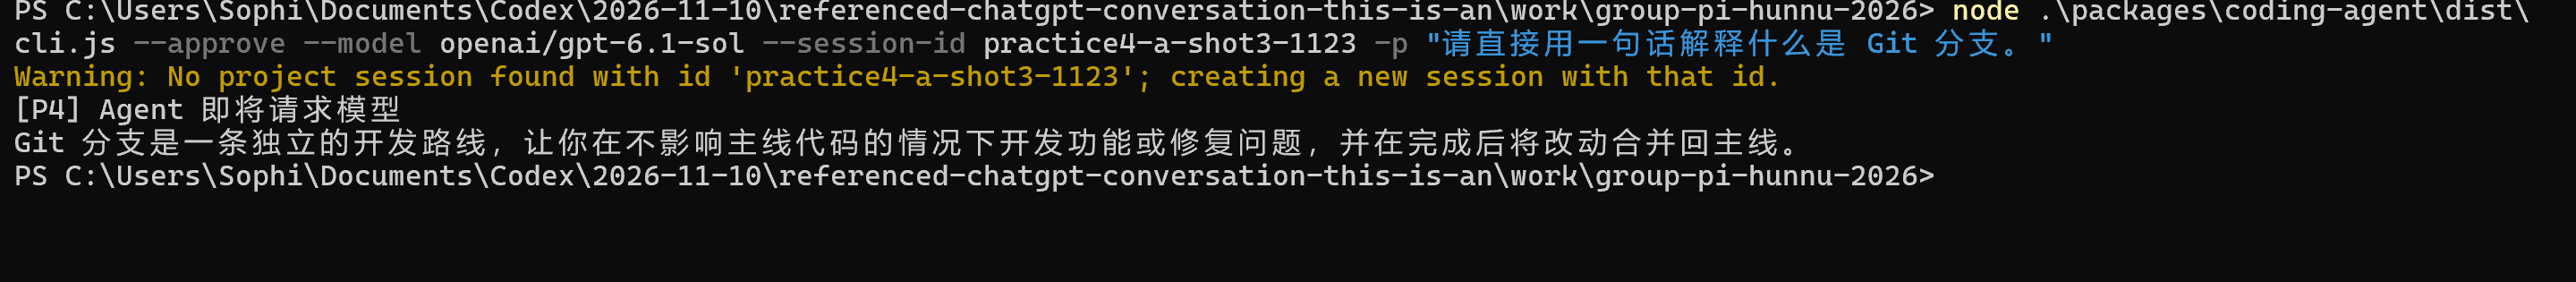 PS C:\Users\Sophi\Documents\Codex\2026-11-10\referenced-chatgpt-conversation-this-is-an\work\group-pi-hunnu-2026> node .\packages\coding-agent\dist\
cli.js --approve --model openai/gpt-6.1-sol --session-id practice4-a-shot3-1123 -p "请直接用一句话解释什么是 Git 分支。"
Warning: No project session found with id 'practice4-a-shot3-1123'; creating a new session with that id.
[P4] Agent 即将请求模型
Git 分支是一条独立的开发路线，让你在不影响主线代码的情况下开发功能或修复问题，并在完成后将改动合并回主线。
PS C:\Users\Sophi\Documents\Codex\2026-11-10\referenced-chatgpt-conversation-this-is-an\work\group-pi-hunnu-2026>